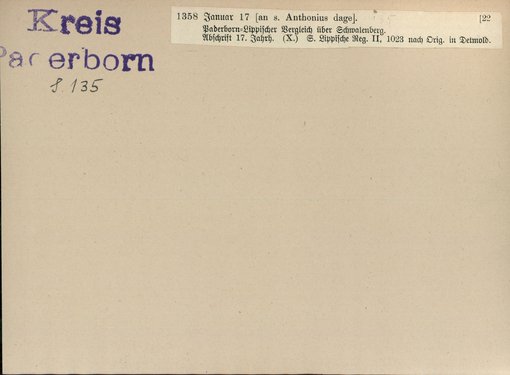 Kreis
Paderborn
S. 135
1358 Januar 17 [an s. Anthonius dage]. [22
Paderborn-Lippischer Vergleich über Schwalenberg.
Abschrift 17. Jahrh. (X.) S. Lippische Reg. II, 1023 nach Orig. in Detmold.